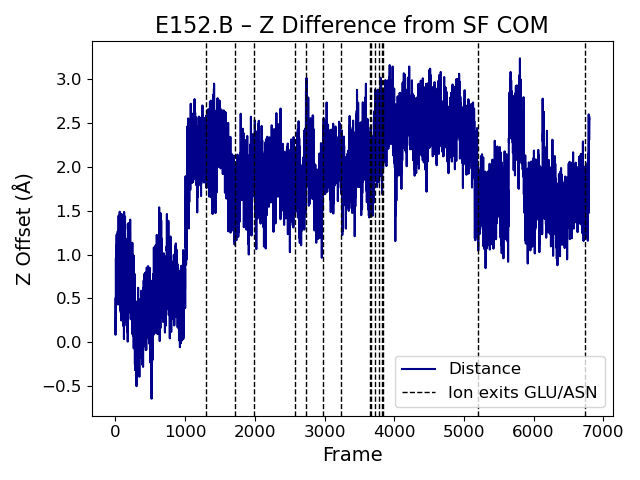 E152.B – Z Difference from SF COM
Z Offset (Å)
3.0
2.5
2.0
1.5
1.0
0.5
0.0
−0.5
Distance
Ion exits GLU/ASN
0 1000 2000 3000 4000 5000 6000 7000
Frame